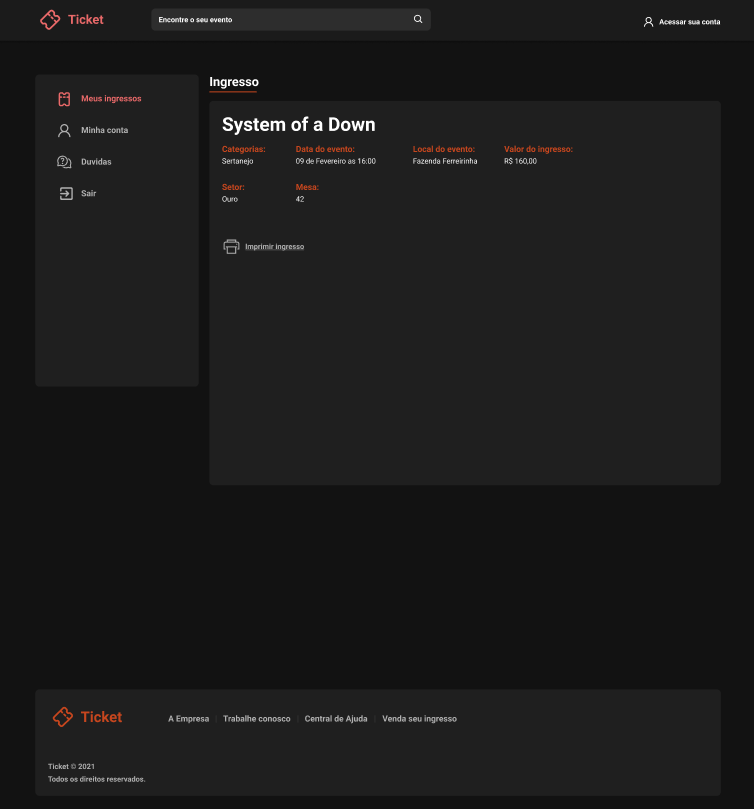 Ticket
Encontre o seu evento
Acessar sua conta
Meus ingressos
Minha conta
Duvidas
Sair
Ingresso
System of a Down
Categorias: Data do evento: Local do evento: Valor do ingresso:
Sertanejo 09 de Fevereiro as 16:00 Fazenda Ferreirinha R$ 160,00
Setor: Mesa:
Ouro 42
Imprimir ingresso
Ticket
A Empresa | Trabalhe conosco | Central de Ajuda | Venda seu ingresso
Ticket © 2021
Todos os direitos reservados.